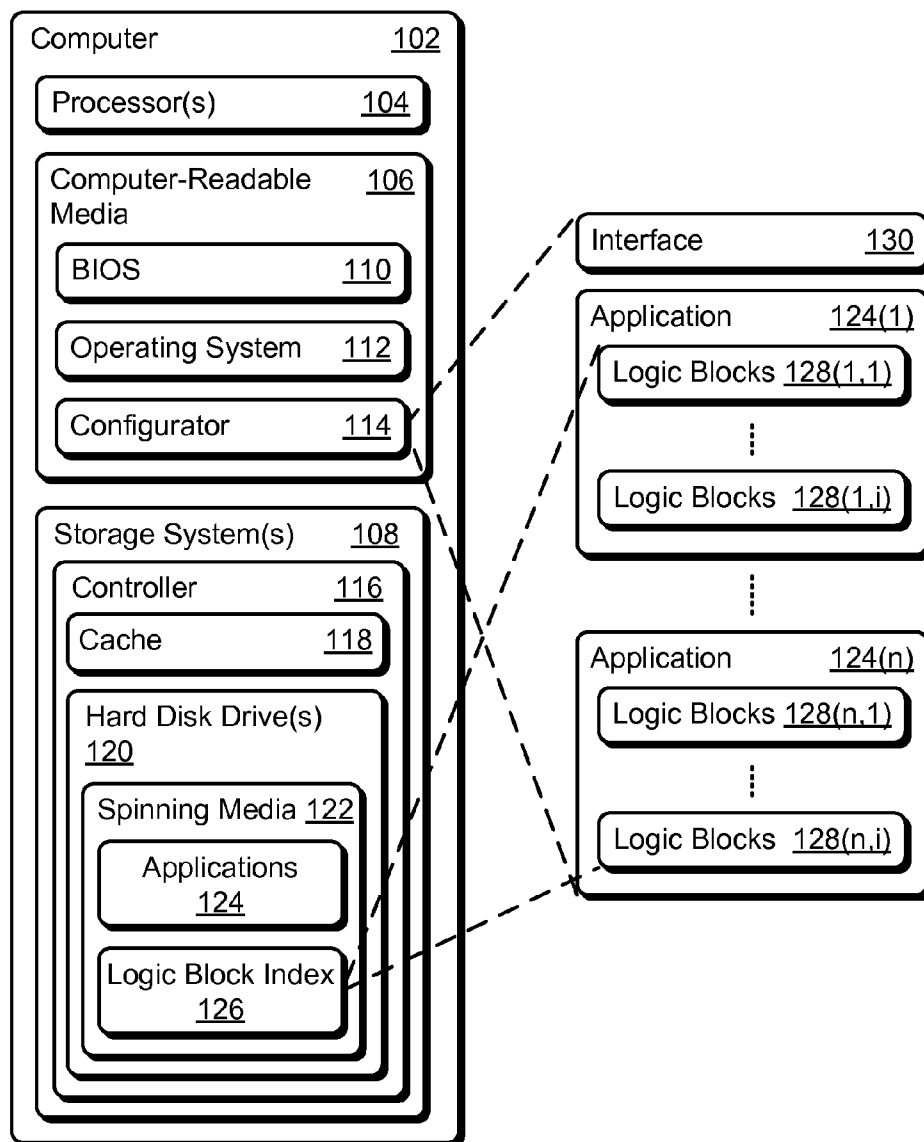 Computer 102
Processor(s) 104
Computer-Readable 106
Media
BIOS 110
Operating System 112
Configurator 114
Storage System(s) 108
Controller 116
Cache 118
Hard Disk Drive(s)
120
Spinning Media 122
Applications
124
Logic Block Index
126
Interface 130
Application 124(1)
Logic Blocks 128(1,1)
Logic Blocks 128(1,i)
Application 124(n)
Logic Blocks 128(n,1)
Logic Blocks 128(n,i)